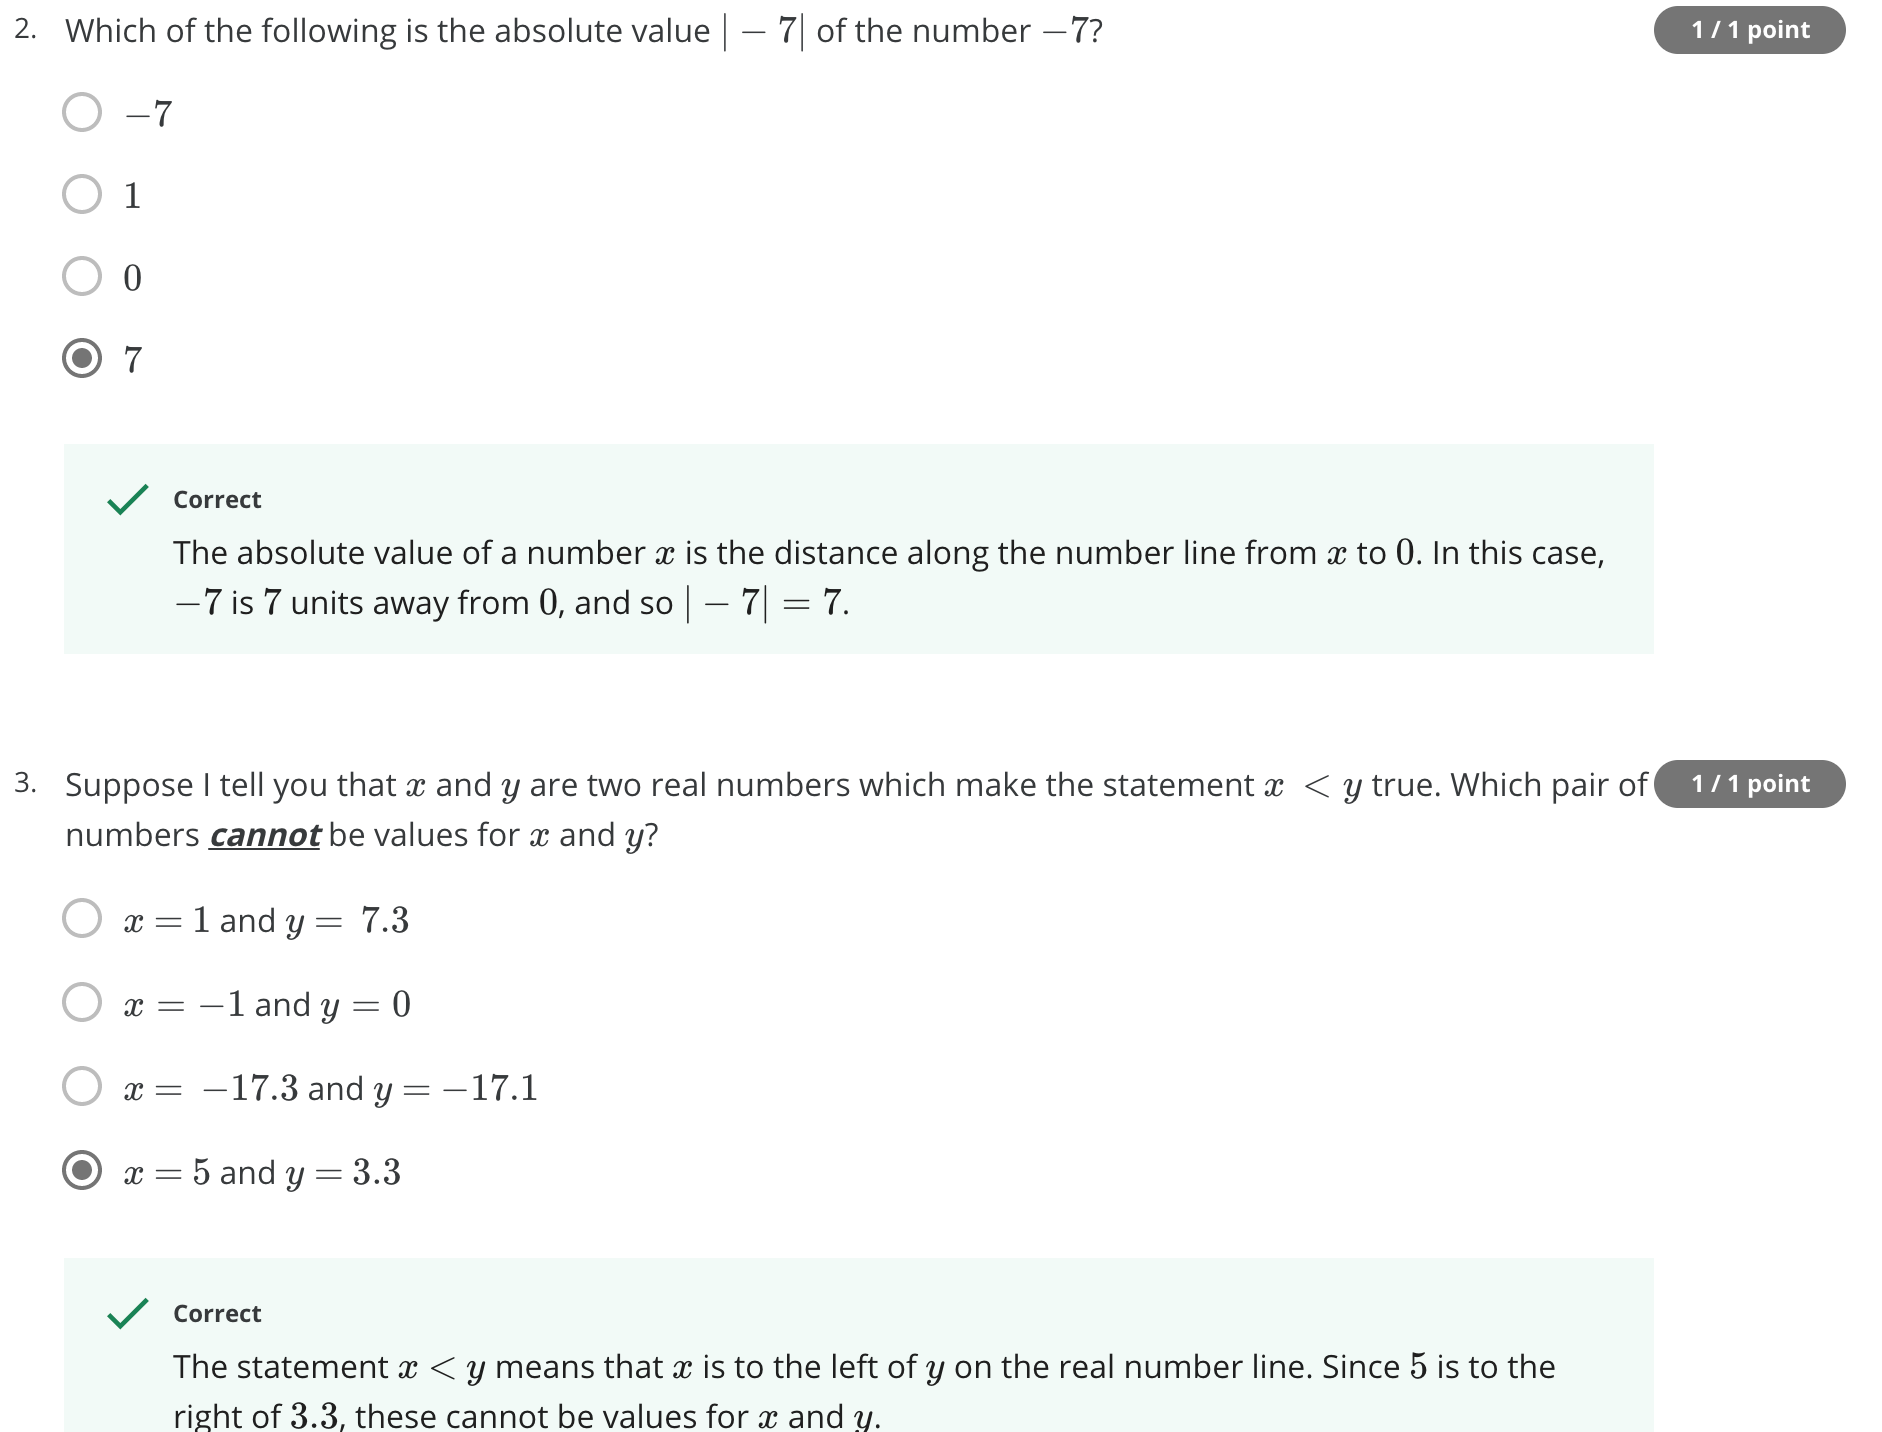 2. Which of the following is the absolute value | − 7| of the number −7? 1 / 1 point
−7
1
0
7
Correct
The absolute value of a number x is the distance along the number line from x to 0. In this case,
−7 is 7 units away from 0, and so | − 7| = 7.
3. Suppose I tell you that x and y are two real numbers which make the statement x < y true. Which pair of 1 / 1 point
numbers cannot be values for x and y?
x = 1 and y = 7.3
x = −1 and y = 0
x = −17.3 and y = −17.1
x = 5 and y = 3.3
Correct
The statement x < y means that x is to the left of y on the real number line. Since 5 is to the
right of 3.3, these cannot be values for x and y.